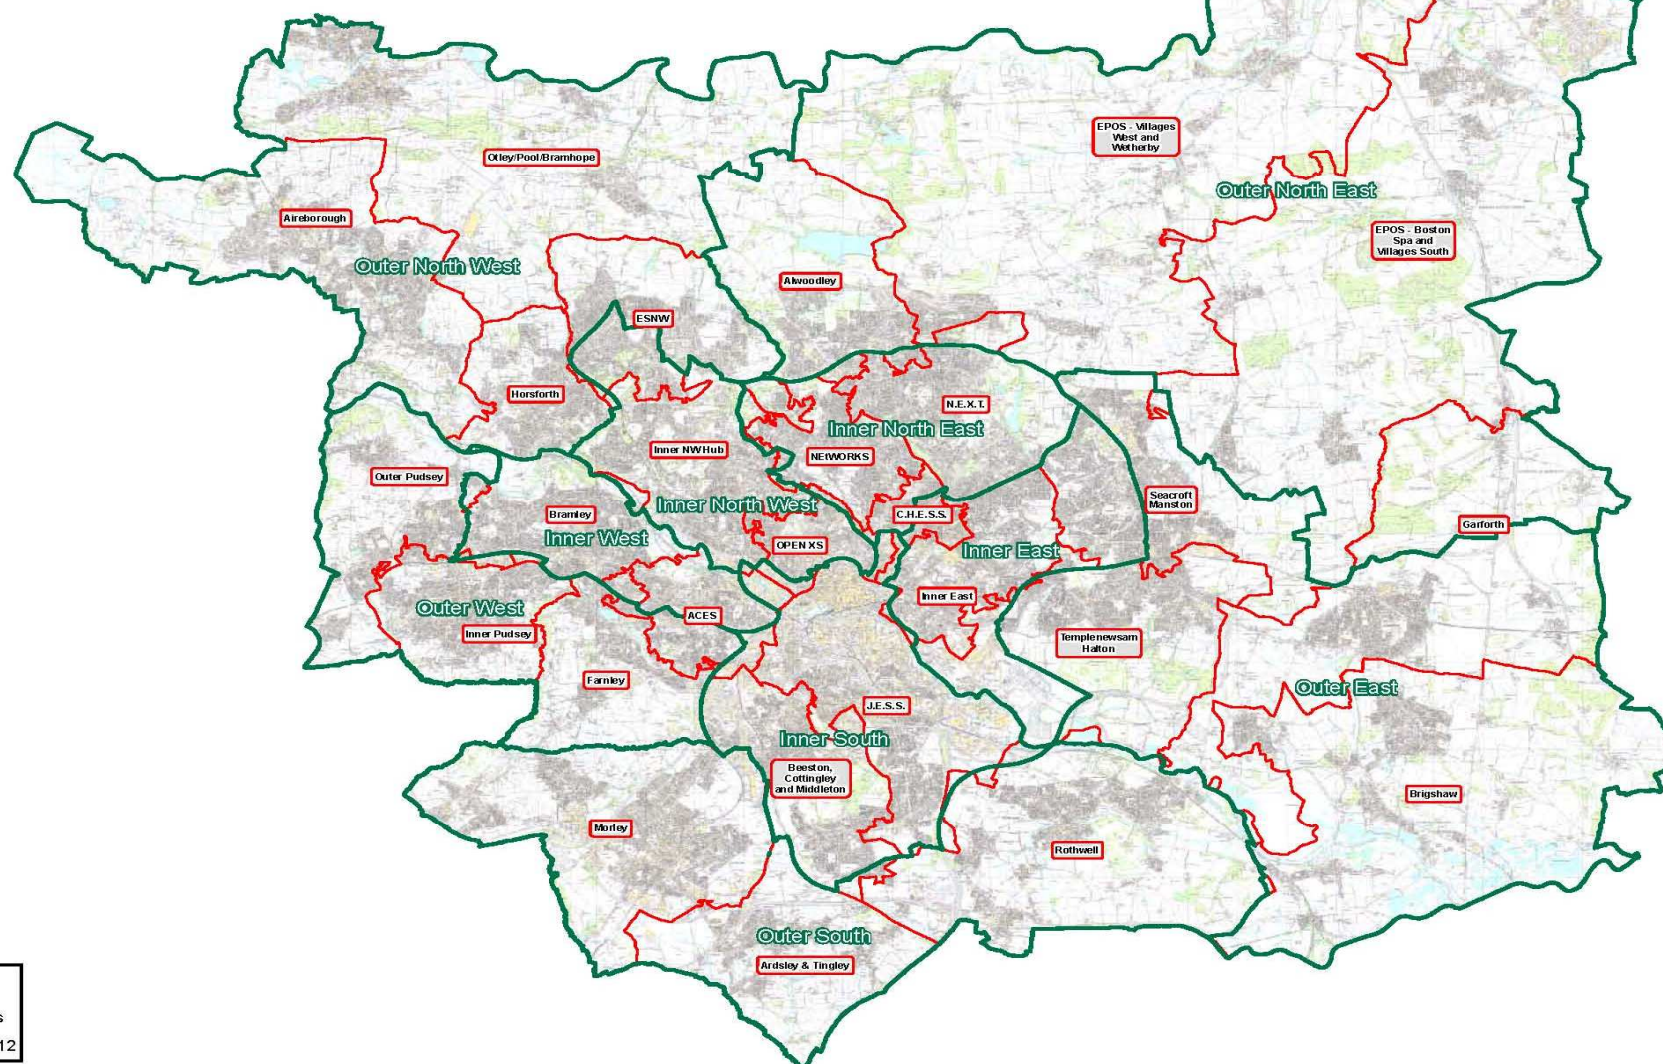 EPOS - Villages
West and
Wetherby
Otley/Pool/Bramhope
Outer North East
Aireborough
EPOS - Boston
Spa and
Villages South
Outer North West
Alwoodley
ESNW
Horsforth
N.E.X.T.
Inner North East
Inner NW Hub
NEtWORKS
Outer Pudsey
Seacroft
Manston
Inner North West
Bramley
C.H.E.S.S.
Garforth
Inner West
OPEN XS
Inner East
Inner East
Outer West
ACES
Inner Pudsey
Templenewsam
Halton
Farnley
Outer East
J.E.S.S.
Inner South
Beeston,
Cottingley
and Middleton
Brigshaw
Morley
Rothwell
Outer South
Ardsley & Tingley
s
12